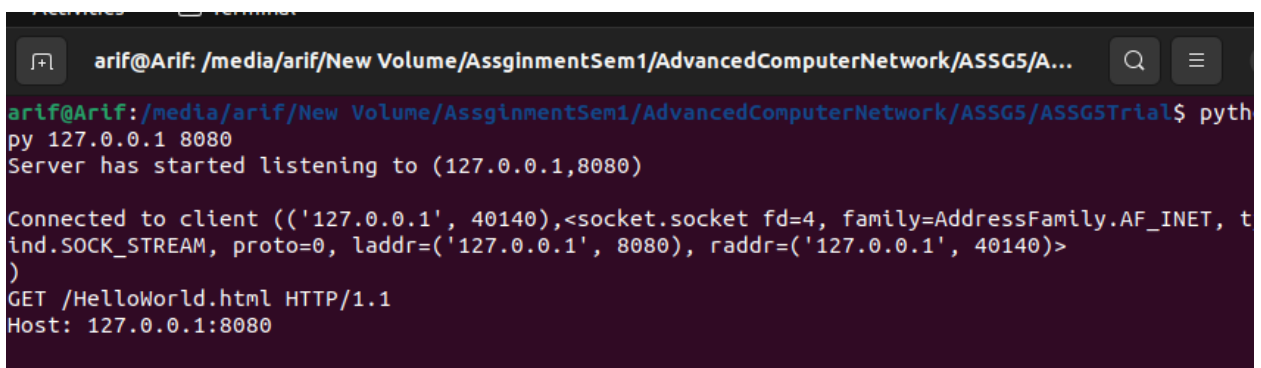 arif@Arif: /media/arif/New Volume/AssginmentSem1/AdvancedComputerNetwork/ASSG5/A...
arif@Arif:/media/arif/New Volume/AssginmentSem1/AdvancedComputerNetwork/ASSG5/ASSG5Trial$ pyth
py 127.0.0.1 8080
Server has started listening to (127.0.0.1,8080)
Connected to client (('127.0.0.1', 40140),<socket.socket fd=4, family=AddressFamily.AF_INET, t
ind.SOCK_STREAM, proto=0, laddr=('127.0.0.1', 8080), raddr=('127.0.0.1', 40140)>
)
GET /HelloWorld.html HTTP/1.1
Host: 127.0.0.1:8080